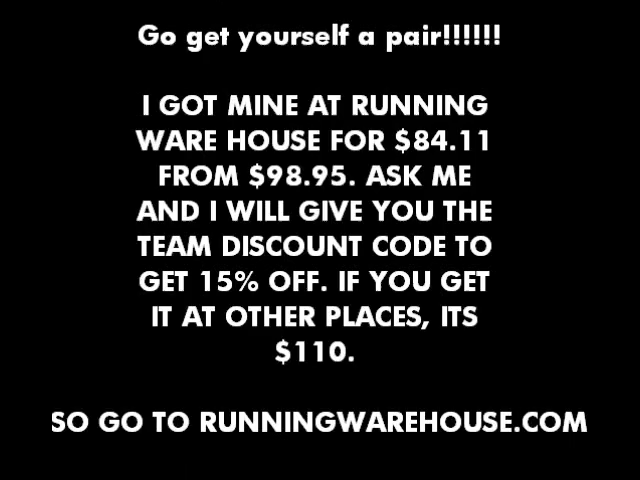 Go get yourself a pair!!!!!!
I GOT MINE AT RUNNING
WARE HOUSE FOR $84.11
FROM $98.95. ASK ME
AND I WILL GIVE YOU THE
TEAM DISCOUNT CODE TO
GET 15% OFF. IF YOU GET
IT AT OTHER PLACES, ITS
$110.
SO GO TO RUNNINGWAREHOUSE.COM